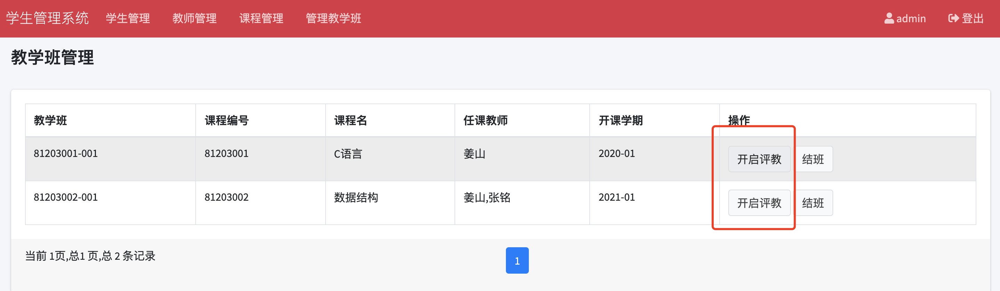 学生管理系统 学生管理 教师管理 课程管理 管理教学班 admin 登出
教学班管理
教学班 课程编号 课程名 任课教师 开课学期 操作
81203001-001 81203001 C语言 姜山 2020-01 开启评教 结班
81203002-001 81203002 数据结构 姜山,张铭 2021-01 开启评教 结班
当前 1页,总1 页,总 2 条记录 1